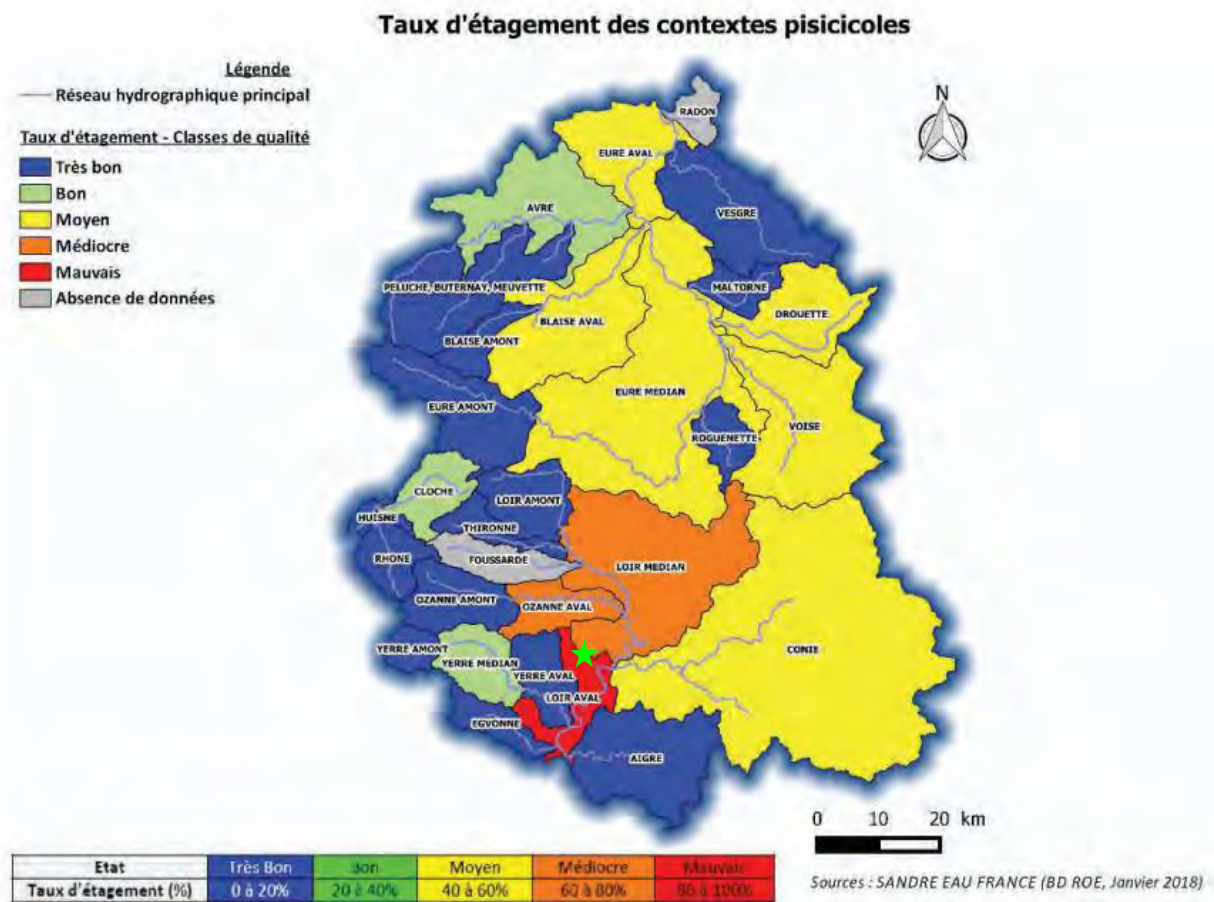 Taux d'étagement des contextes pisicicoles
Légende
Réseau hydrographique principal
Taux d'étagement - Classes de qualité
Très bon
Bon
Moyen
Médiocre
Mauvais
Absence de données
N
RADON
EURE AVAL
AVRE
VESGRE
PELUCHE, BUTERNAY, MEUVETTE
MALTORNE
DROUETTE
BLAISE AVAL
BLAISE AMONT
EURE MEDIAN
EURE AMONT
VOISE
ROGUENETTE
CLOCHE
LOIR AMONT
HUISNE
THIRONNE
RHONE
FOUSSARDE
LOIR MEDIAN
OZANNE AMONT
OZANNE AVAL
YERRE AMONT
CONIE
YERRE MEDIAN
YERRE AVAL
LOIR AVAL
EGVONNE
AIGRE
0 10 20 km
Etat Très Bon Bon Moyen Médiocre Mauvais
Taux d'étagement (%) 0 à 20% 20 à 40% 40 à 60% 60 à 80% 80 à 100%
Sources : SANDRE EAU FRANCE (BD ROE, Janvier 2018)